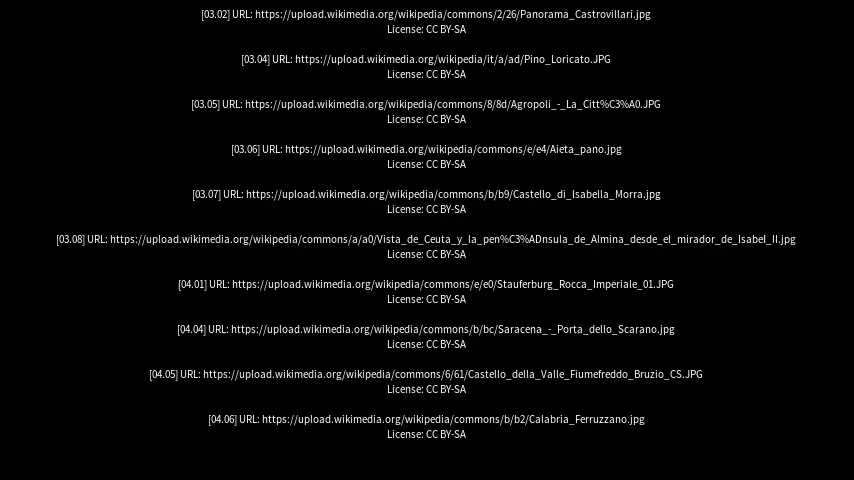 [03.02] URL: https://upload.wikimedia.org/wikipedia/commons/2/26/Panorama_Castrovillari.jpg
License: CC BY-SA
[03.04] URL: https://upload.wikimedia.org/wikipedia/it/a/ad/Pino_Loricato.JPG
License: CC BY-SA
[03.05] URL: https://upload.wikimedia.org/wikipedia/commons/8/8d/Agropoli_-_La_Citt%C3%A0.JPG
License: CC BY-SA
[03.06] URL: https://upload.wikimedia.org/wikipedia/commons/e/e4/Aieta_pano.jpg
License: CC BY-SA
[03.07] URL: https://upload.wikimedia.org/wikipedia/commons/b/b9/Castello_di_Isabella_Morra.jpg
License: CC BY-SA
[03.08] URL: https://upload.wikimedia.org/wikipedia/commons/a/a0/Vista_de_Ceuta_y_la_pen%C3%ADnsula_de_Almina_desde_el_mirador_de_Isabel_II.jpg
License: CC BY-SA
[04.01] URL: https://upload.wikimedia.org/wikipedia/commons/e/e0/Stauferburg_Rocca_Imperiale_01.JPG
License: CC BY-SA
[04.04] URL: https://upload.wikimedia.org/wikipedia/commons/b/bc/Saracena_-_Porta_dello_Scarano.jpg
License: CC BY-SA
[04.05] URL: https://upload.wikimedia.org/wikipedia/commons/6/61/Castello_della_Valle_Fiumefreddo_Bruzio_CS.JPG
License: CC BY-SA
[04.06] URL: https://upload.wikimedia.org/wikipedia/commons/b/b2/Calabria_Ferruzzano.jpg
License: CC BY-SA